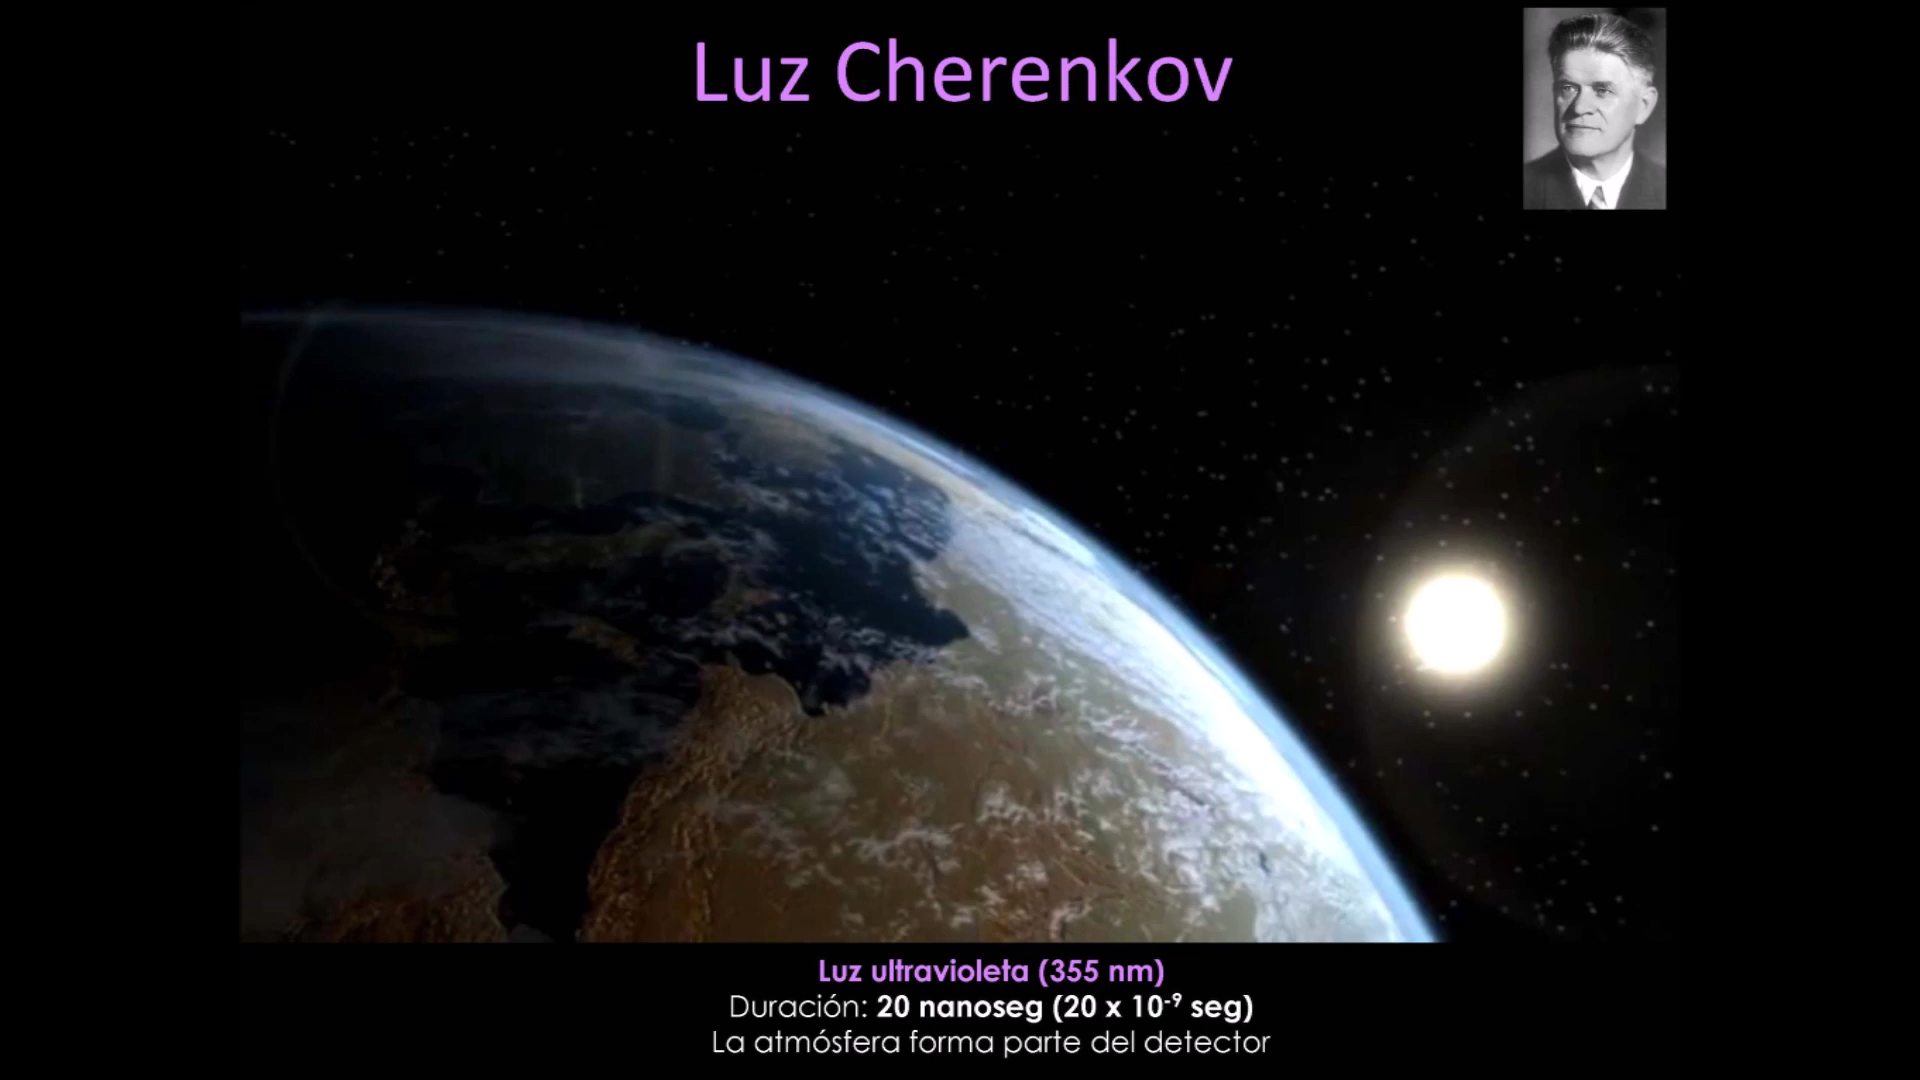 Luz Cherenkov
Luz ultravioleta (355 nm)
Duración: 20 nanoseg (20 x 10⁻⁹ seg)
La atmósfera forma parte del detector